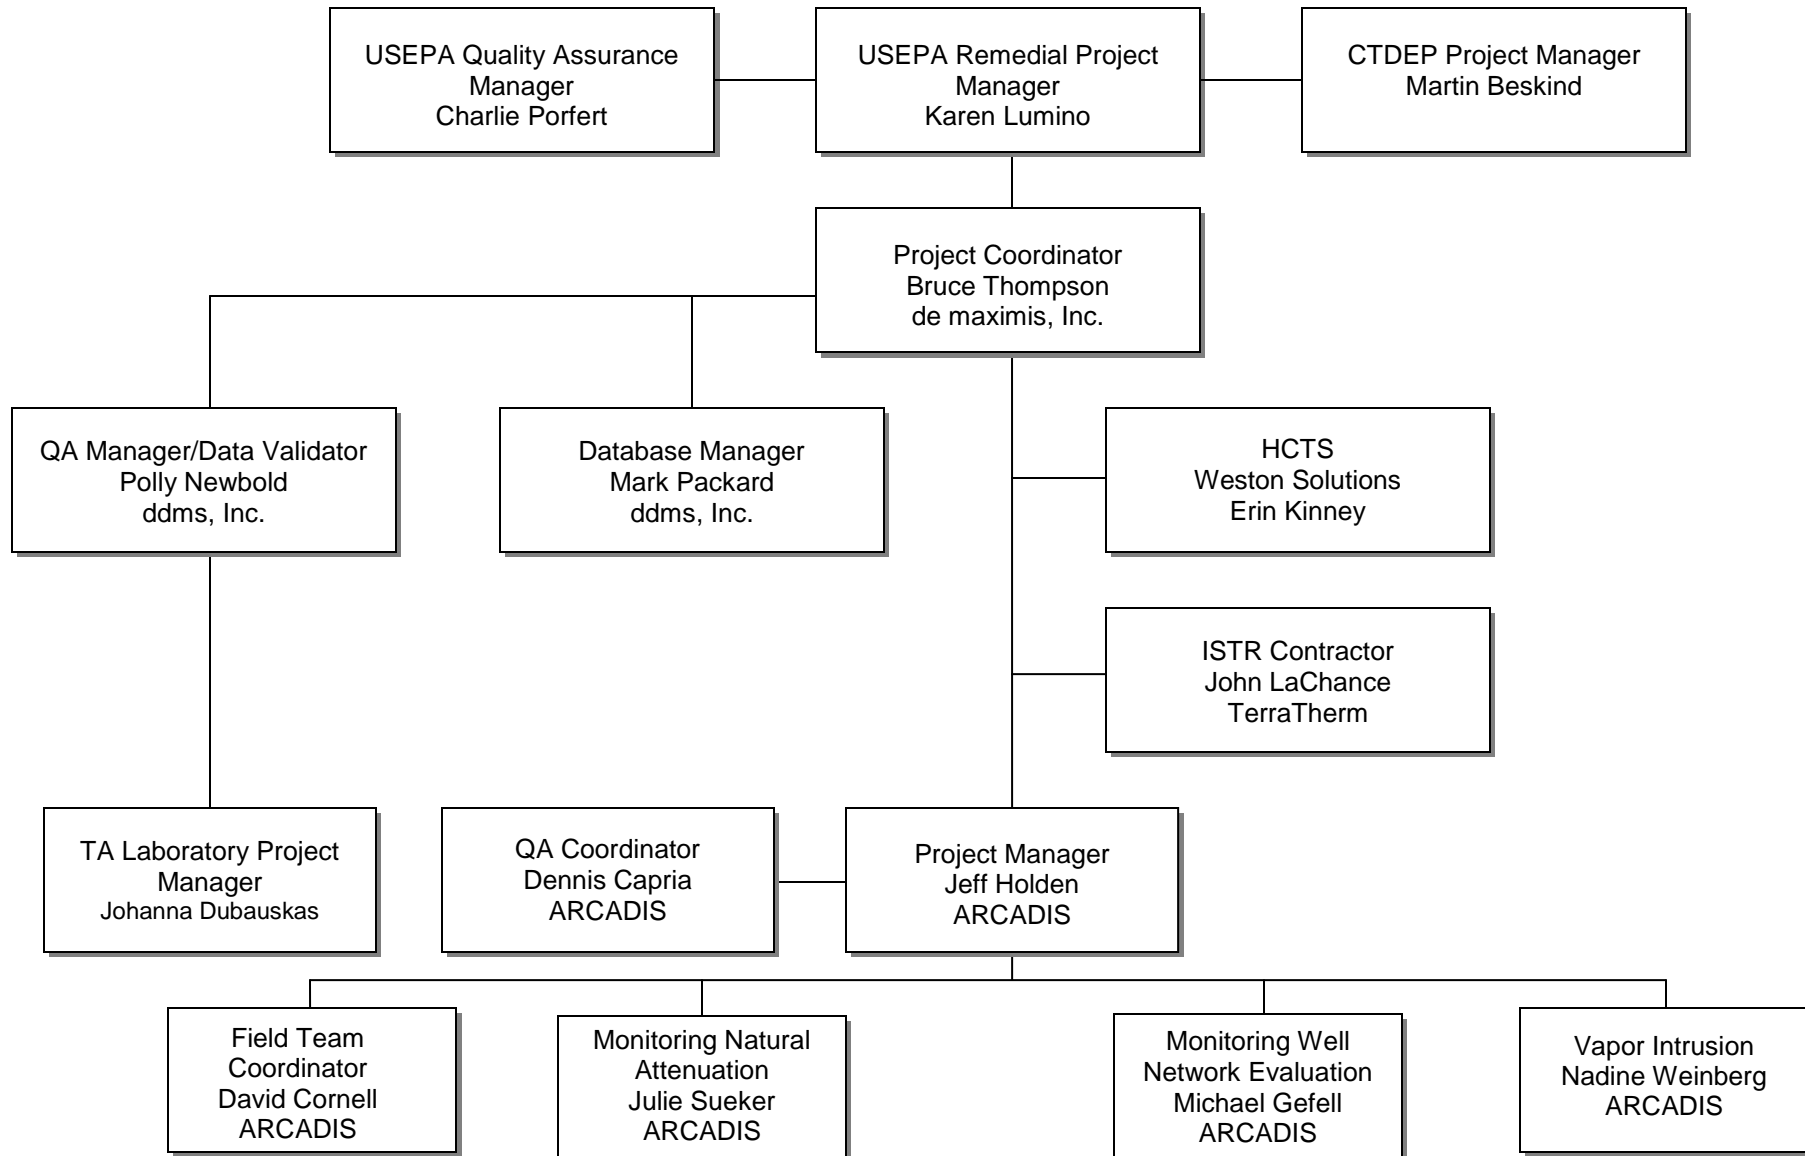 USEPA Quality Assurance
Manager
Charlie Porfert
USEPA Remedial Project
Manager
Karen Lumino
CTDEP Project Manager
Martin Beskind
Project Coordinator
Bruce Thompson
de maximis, Inc.
QA Manager/Data Validator
Polly Newbold
ddms, Inc.
Database Manager
Mark Packard
ddms, Inc.
HCTS
Weston Solutions
Erin Kinney
ISTR Contractor
John LaChance
TerraTherm
TA Laboratory Project
Manager
Johanna Dubauskas
QA Coordinator
Dennis Capria
ARCADIS
Project Manager
Jeff Holden
ARCADIS
Field Team
Coordinator
David Cornell
ARCADIS
Monitoring Natural
Attenuation
Julie Sueker
ARCADIS
Monitoring Well
Network Evaluation
Michael Gefell
ARCADIS
Vapor Intrusion
Nadine Weinberg
ARCADIS